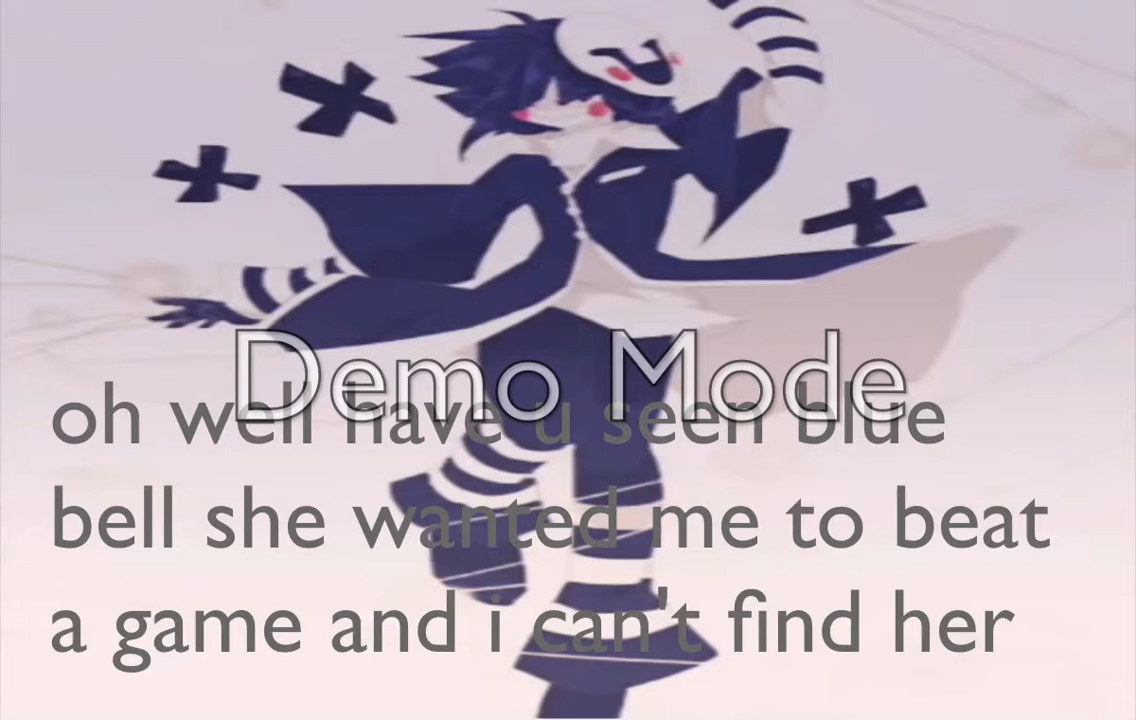 Demo Mode
oh well have u seen blue
bell she wanted me to beat
a game and i can't find her